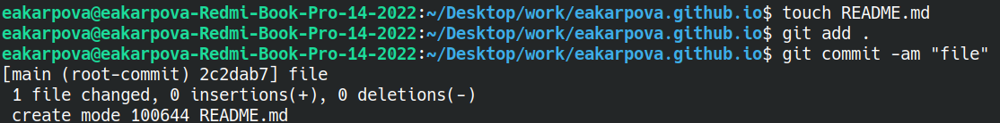 eakarpova@eakarpova-Redmi-Book-Pro-14-2022:~/Desktop/work/eakarpova.github.io$ touch README.md
eakarpova@eakarpova-Redmi-Book-Pro-14-2022:~/Desktop/work/eakarpova.github.io$ git add .
eakarpova@eakarpova-Redmi-Book-Pro-14-2022:~/Desktop/work/eakarpova.github.io$ git commit -am "file"
[main (root-commit) 2c2dab7] file
 1 file changed, 0 insertions(+), 0 deletions(-)
 create mode 100644 README.md